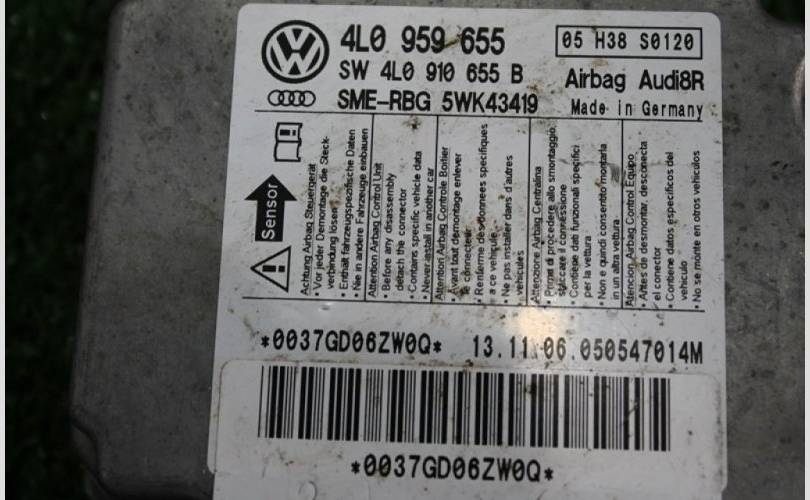 4L0 959 655
05 H38 S0120
SW 4L0 910 655 B
Airbag Audi8R
SME-RBG 5WK43419
Made in Germany
Sensor
Achtung Airbag Steuergerät
• Vor jeder Demontage die Steck-
verbindung lösen
• Enthält fahrzeugspezifische Daten
• Nie in andere Fahrzeuge einbauen
Attention Airbag Control Unit
• Before any disassembly
detach the connector
• Contains specific vehicle data
• Never install in another car
Attention Airbag Controle Boitier
• Avant tout demontage enlever
le connecteur
• Renferme des donnees specifiques
a ce vehicule
• Ne pas installer dans d'autres
vehicules
Attenzione Airbag Centralina
• Prima di procedere allo smontaggio
staccare il connessione
• Contiene dati funzionali specifici
per la vettura
• Non e quindi consentito montarla
in un altra vettura
Atencion Airbag Control Equipo
• Antes de desmontar, desconecta
el conector
• Contiene datos especificos del
vehiculo
• No se monte en otros vehiculos
*0037GD06ZW0Q*
13.11.06.050547014M
*0037GD06ZW0Q*